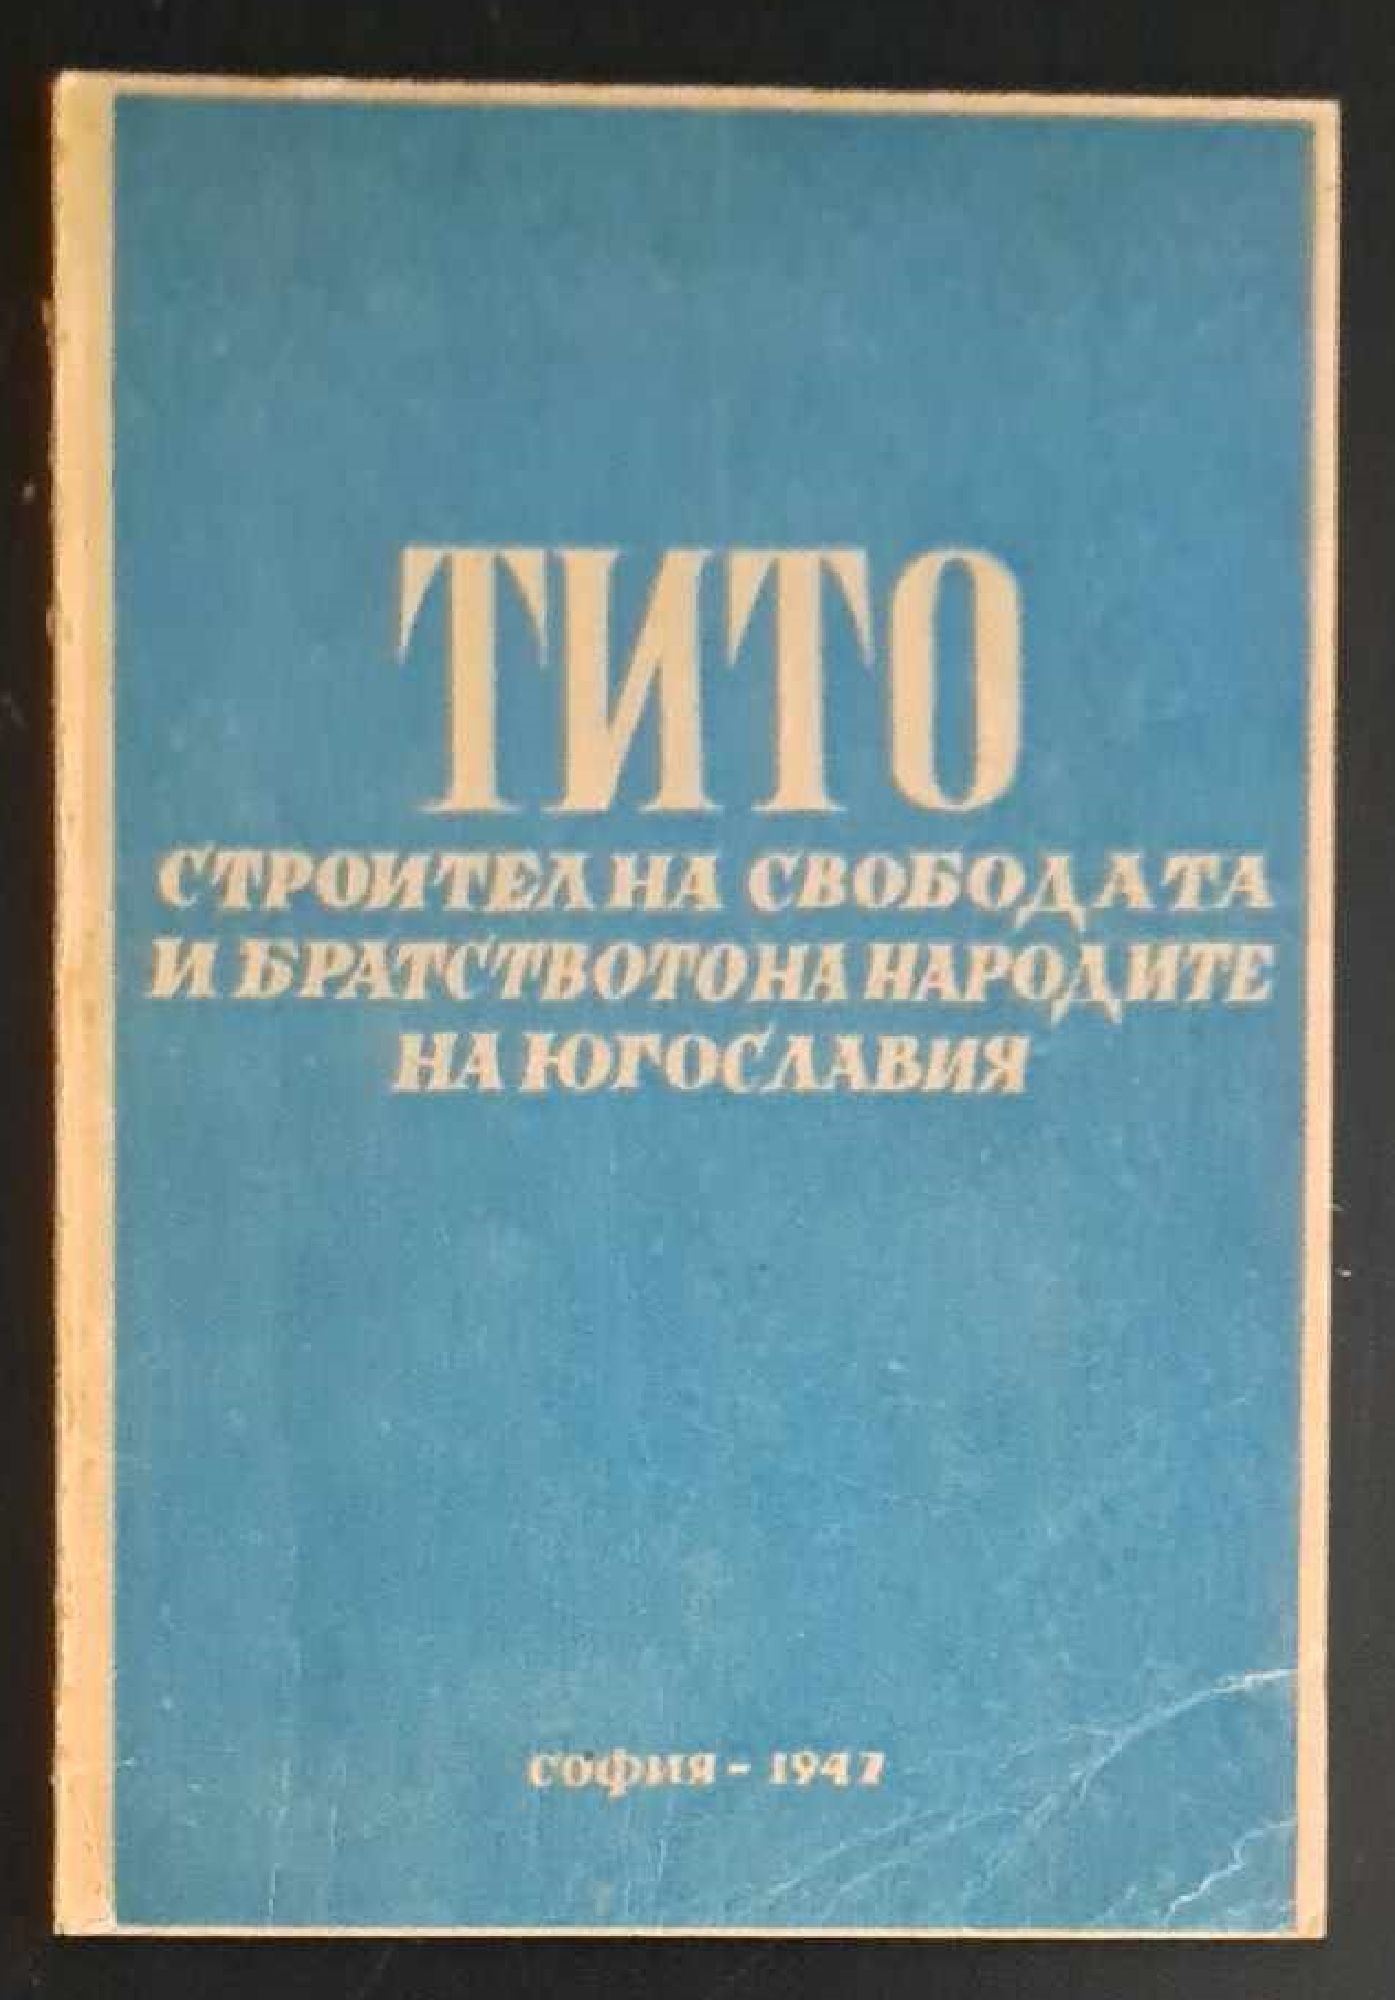 ТИТО
СТРОИТЕЛ НА СВОБОДАТА
И БРАТСТВОТО НА НАРОДИТЕ
НА ЮГОСЛАВИЯ
СОФИЯ - 1947